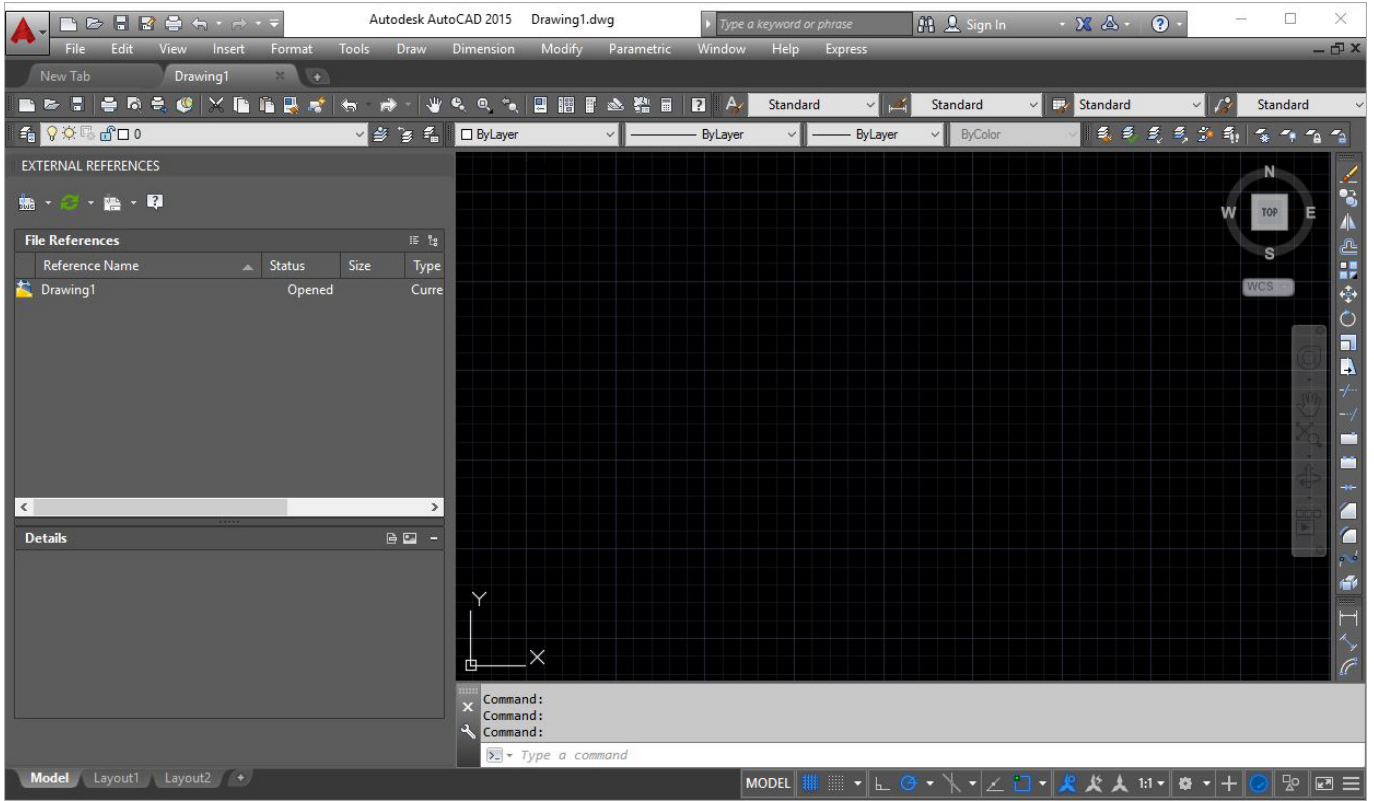 Autodesk AutoCAD 2015 Drawing1.dwg Type a keyword or phrase Sign In
File Edit View Insert Format Tools Draw Dimension Modify Parametric Window Help Express
New Tab Drawing1
Standard Standard Standard Standard
0 ByLayer ByLayer ByLayer ByColor
EXTERNAL REFERENCES
DWG
File References
Reference Name Status Size Type
Drawing1 Opened Curre
N
W TOP E
S
WCS
Details
Y
X
Command:
Command:
Command:
Type a command
Model Layout1 Layout2 + MODEL 1:1